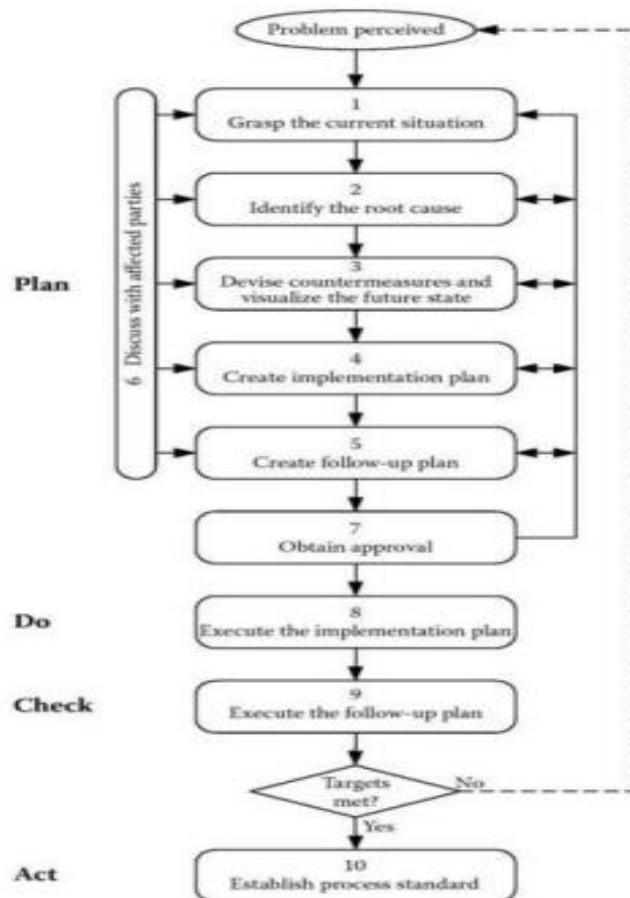 Problem perceived
1
Grasp the current situation
2
Identify the root cause
Plan
6 Discuss with affected parties
3
Devise countermeasures and
visualize the future state
4
Create implementation plan
5
Create follow-up plan
7
Obtain approval
Do
8
Execute the implementation plan
Check
9
Execute the follow-up plan
Targets
met?
No
Yes
Act
10
Establish process standard